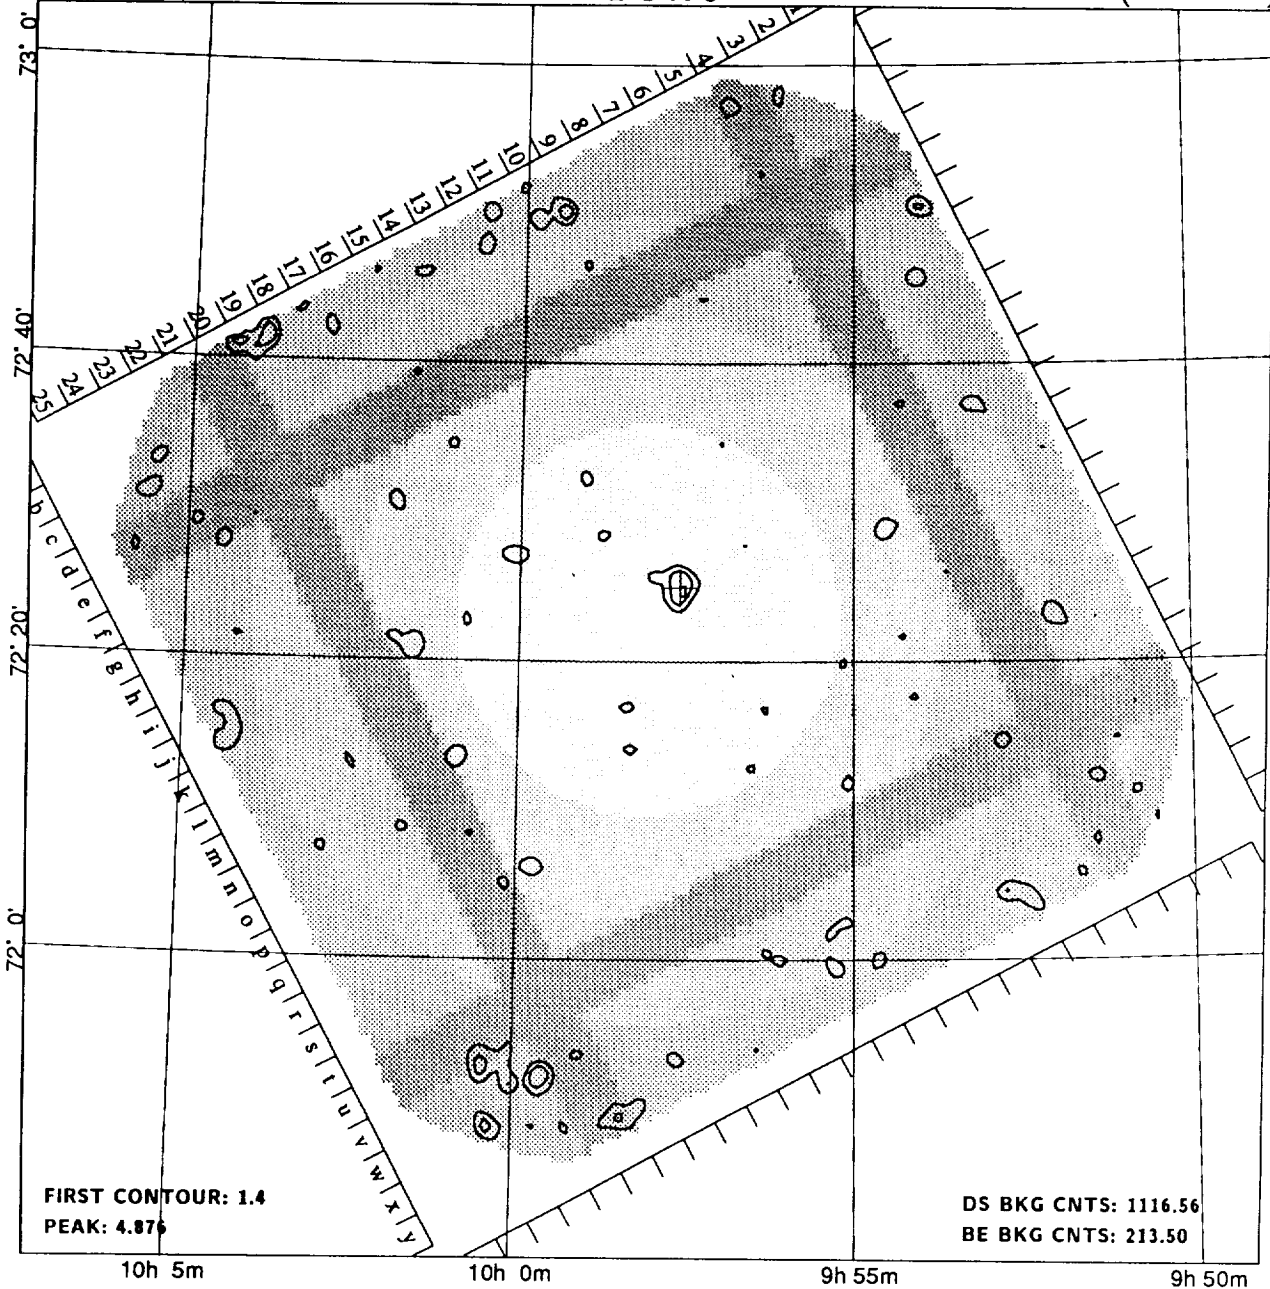 73° 0'
72° 40'
72° 20'
72° 0'
1 2 3 4 5 6 7 8 9 10 11 12 13 14 15 16 17 18 19 20 21 22 23 24 25
b c d e f g h i j k l m n o p q r s t u v w x y
FIRST CONTOUR: 1.4
PEAK: 4.876
DS BKG CNTS: 1116.56
BE BKG CNTS: 213.50
10h 5m
10h 0m
9h 55m
9h 50m